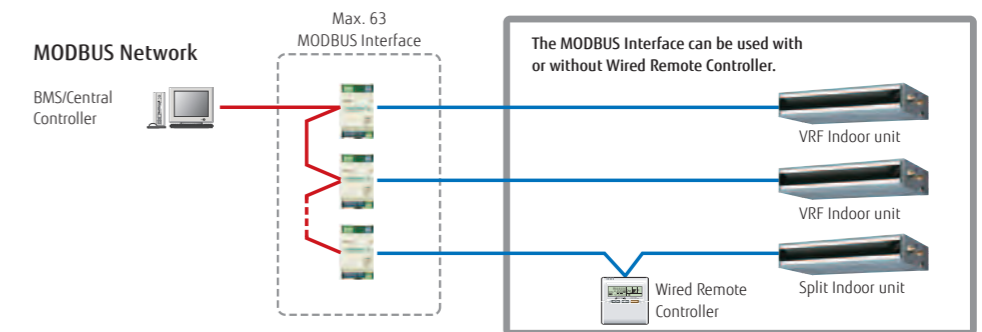 Max. 63
MODBUS Interface
MODBUS Network
BMS/Central
Controller
The MODBUS Interface can be used with
or without Wired Remote Controller.
VRF Indoor unit
VRF Indoor unit
Wired Remote
Controller
Split Indoor unit